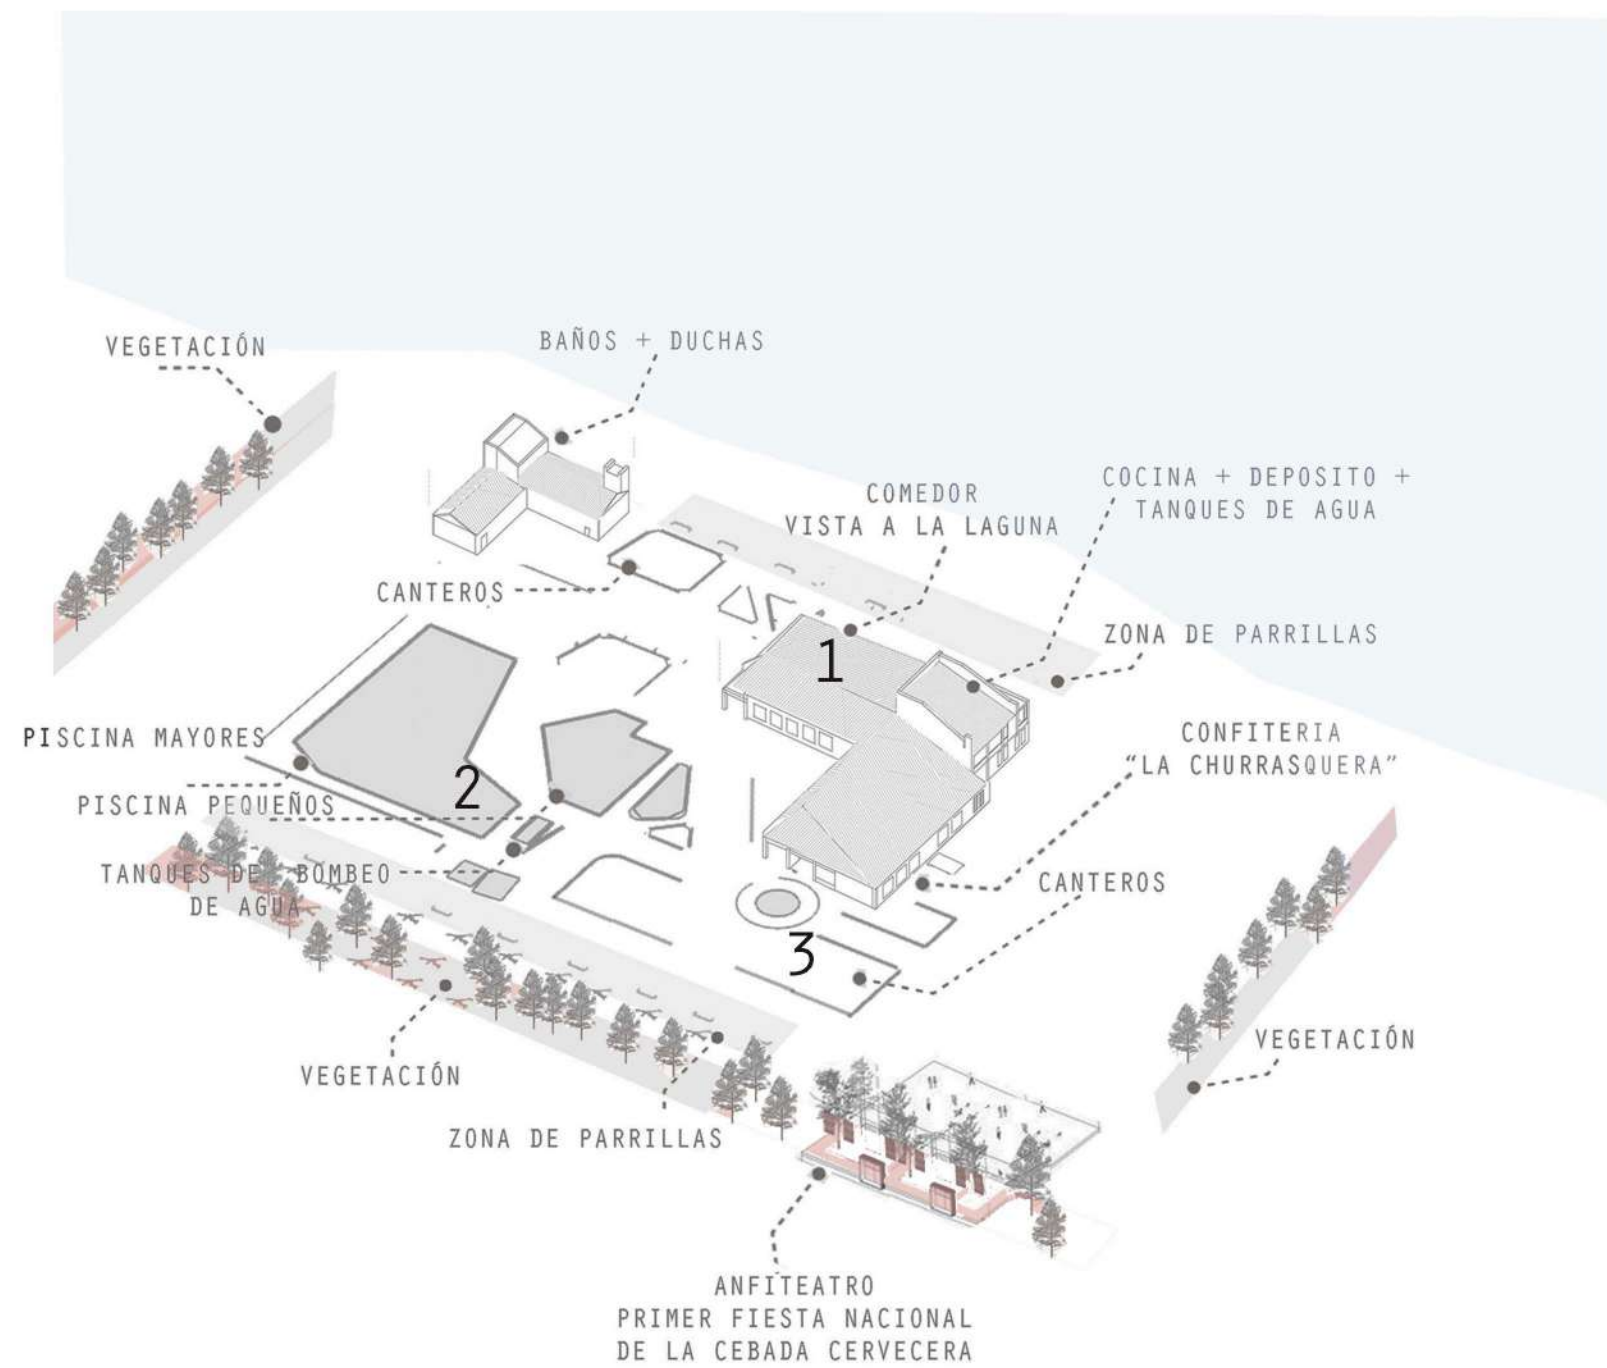 VEGETACIÓN
BAÑOS + DUCHAS
COCINA + DEPOSITO +
TANQUES DE AGUA
COMEDOR
VISTA A LA LAGUNA
CANTEROS
ZONA DE PARRILLAS
1
PISCINA MAYORES
CONFITERIA
"LA CHURRASQUERA"
2
PISCINA PEQUEÑOS
TANQUES DE BOMBEO
DE AGUA
CANTEROS
3
VEGETACIÓN
VEGETACIÓN
ZONA DE PARRILLAS
ANFITEATRO
PRIMER FIESTA NACIONAL
DE LA CEBADA CERVECERA